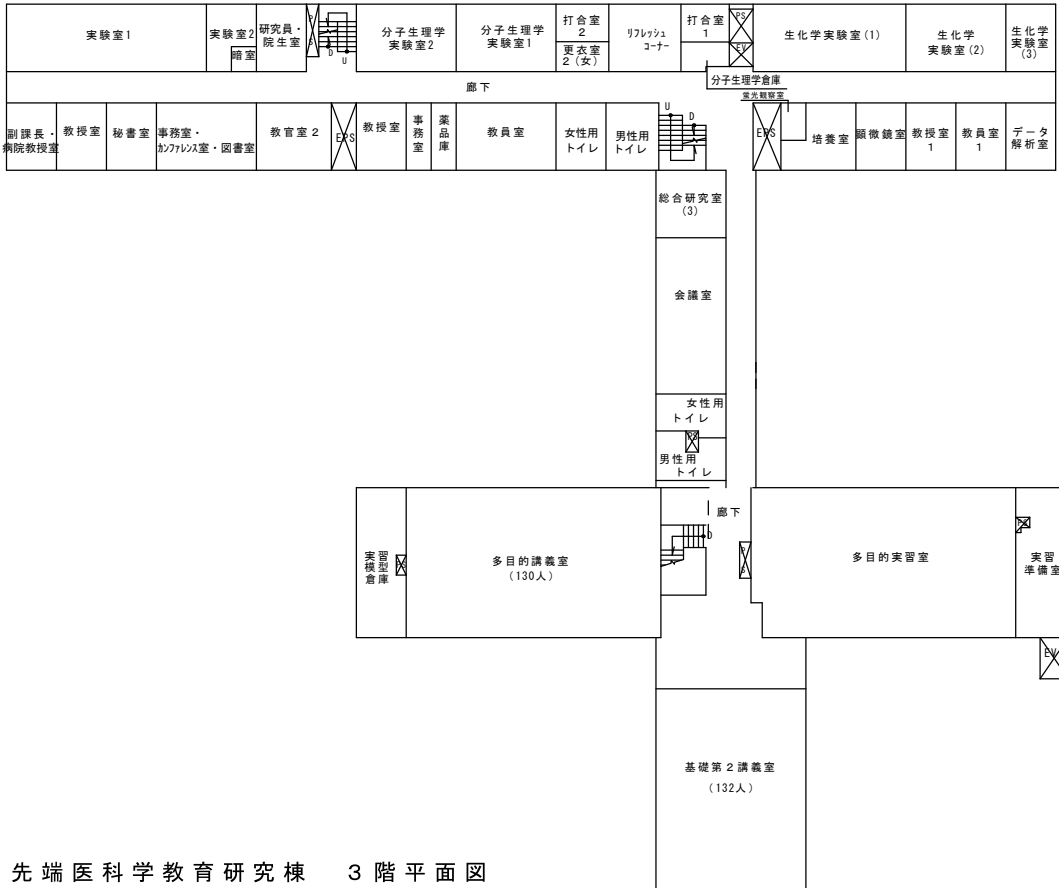 実験室1
実験室2
暗室
研究員・
院生室
PS
D
U
分子生理学
実験室2
分子生理学
実験室1
打合室
2
更衣室
2(女)
リフレッシュ
コーナー
打合室
1
PS
EV
生化学実験室(1)
生化学
実験室(2)
生化学
実験室
(3)
廊下
分子生理学倉庫
蛍光観察室
副課長・
病院教授室
教授室
秘書室
事務室・
カンファレンス室・図書室
教官室2
EPS
教授室
事務室
薬品庫
教員室
女性用
トイレ
男性用
トイレ
U
D
EPS
培養室
顕微鏡室
教授室
1
教員室
1
データ
解析室
総合研究室
(3)
会議室
女性用
トイレ
PS
男性用
トイレ
廊下
D
実習
模型
倉庫
PS
多目的講義室
(130人)
PS
多目的実習室
PS
実習
準備室
EV
基礎第2講義室
(132人)
先端医科学教育研究棟 3階平面図